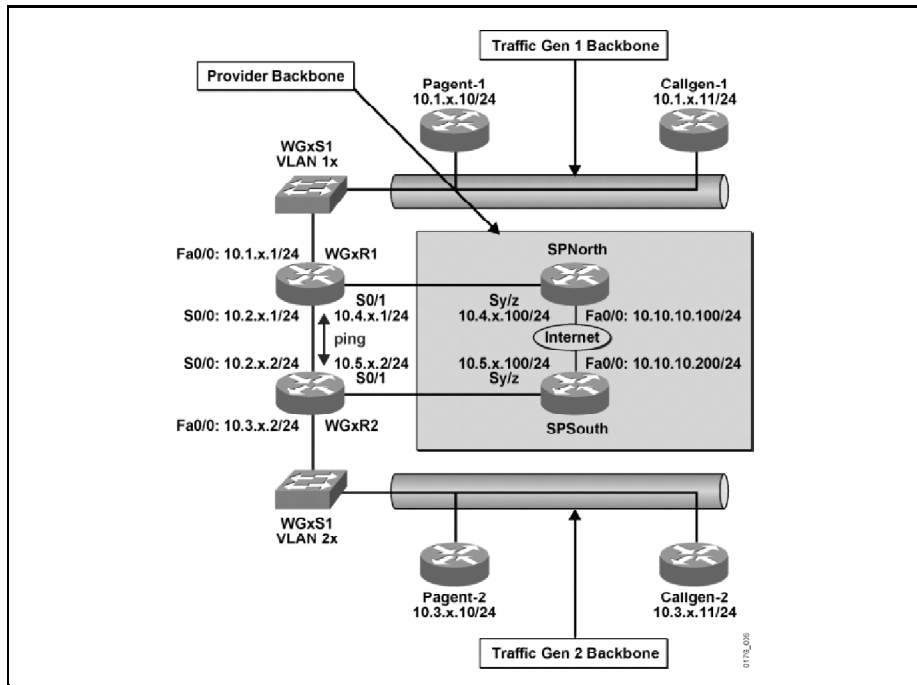 Traffic Gen 1 Backbone
Provider Backbone
Pagent-1
10.1.x.10/24
Callgen-1
10.1.x.11/24
WGxS1
VLAN 1x
Fa0/0: 10.1.x.1/24 WGxR1
SPNorth
S0/1
10.4.x.1/24
Sy/z
10.4.x.100/24
S0/0: 10.2.x.1/24
Fa0/0: 10.10.10.100/24
ping
Internet
S0/0: 10.2.x.2/24
10.5.x.2/24
S0/1
10.5.x.100/24
Sy/z
Fa0/0: 10.10.10.200/24
Fa0/0: 10.3.x.2/24 WGxR2
SPSouth
WGxS1
VLAN 2x
Pagent-2
10.3.x.10/24
Callgen-2
10.3.x.11/24
Traffic Gen 2 Backbone